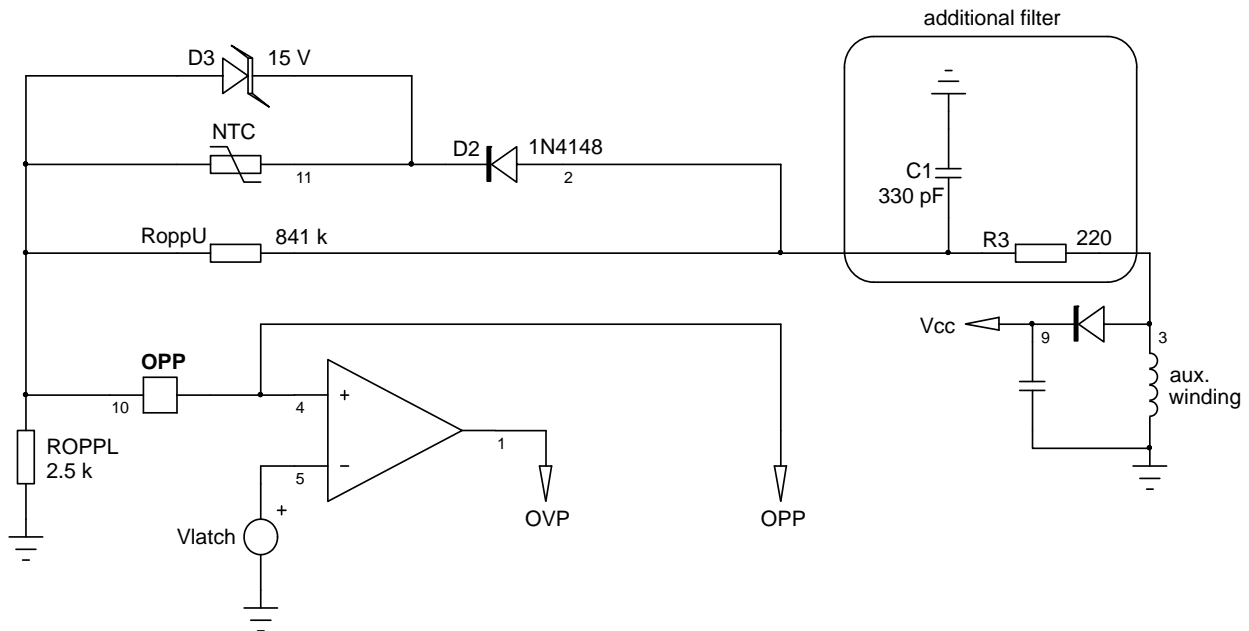 additional filter
D3 15 V
NTC
11
D2 1N4148
2
C1
330 pF
RoppU 841 k
R3 220
Vcc
9
3
aux.
winding
OPP
10
4
+
ROPPL
2.5 k
1
5
−
+
Vlatch
OVP
OPP